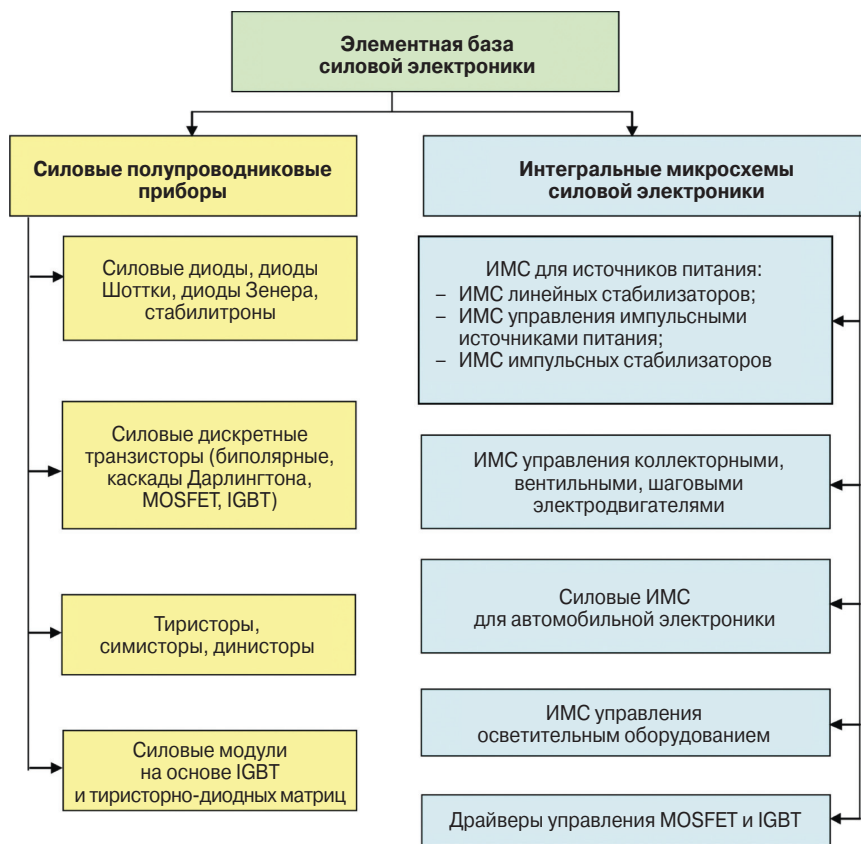 Элементная база
силовой электроники
Силовые полупроводниковые
приборы
Силовые диоды, диоды
Шоттки, диоды Зенера,
стабилитроны
Силовые дискретные
транзисторы (биполярные,
каскады Дарлингтона,
MOSFET, IGBT)
Тиристоры,
симисторы, динисторы
Силовые модули
на основе IGBT
и тиристорно-диодных матриц
Интегральные микросхемы
силовой электроники
ИМС для источников питания:
– ИМС линейных стабилизаторов;
– ИМС управления импульсными
источниками питания;
– ИМС импульсных стабилизаторов
ИМС управления коллекторными,
вентильными, шаговыми
электродвигателями
Силовые ИМС
для автомобильной электроники
ИМС управления
осветительным оборудованием
Драйверы управления MOSFET и IGBT